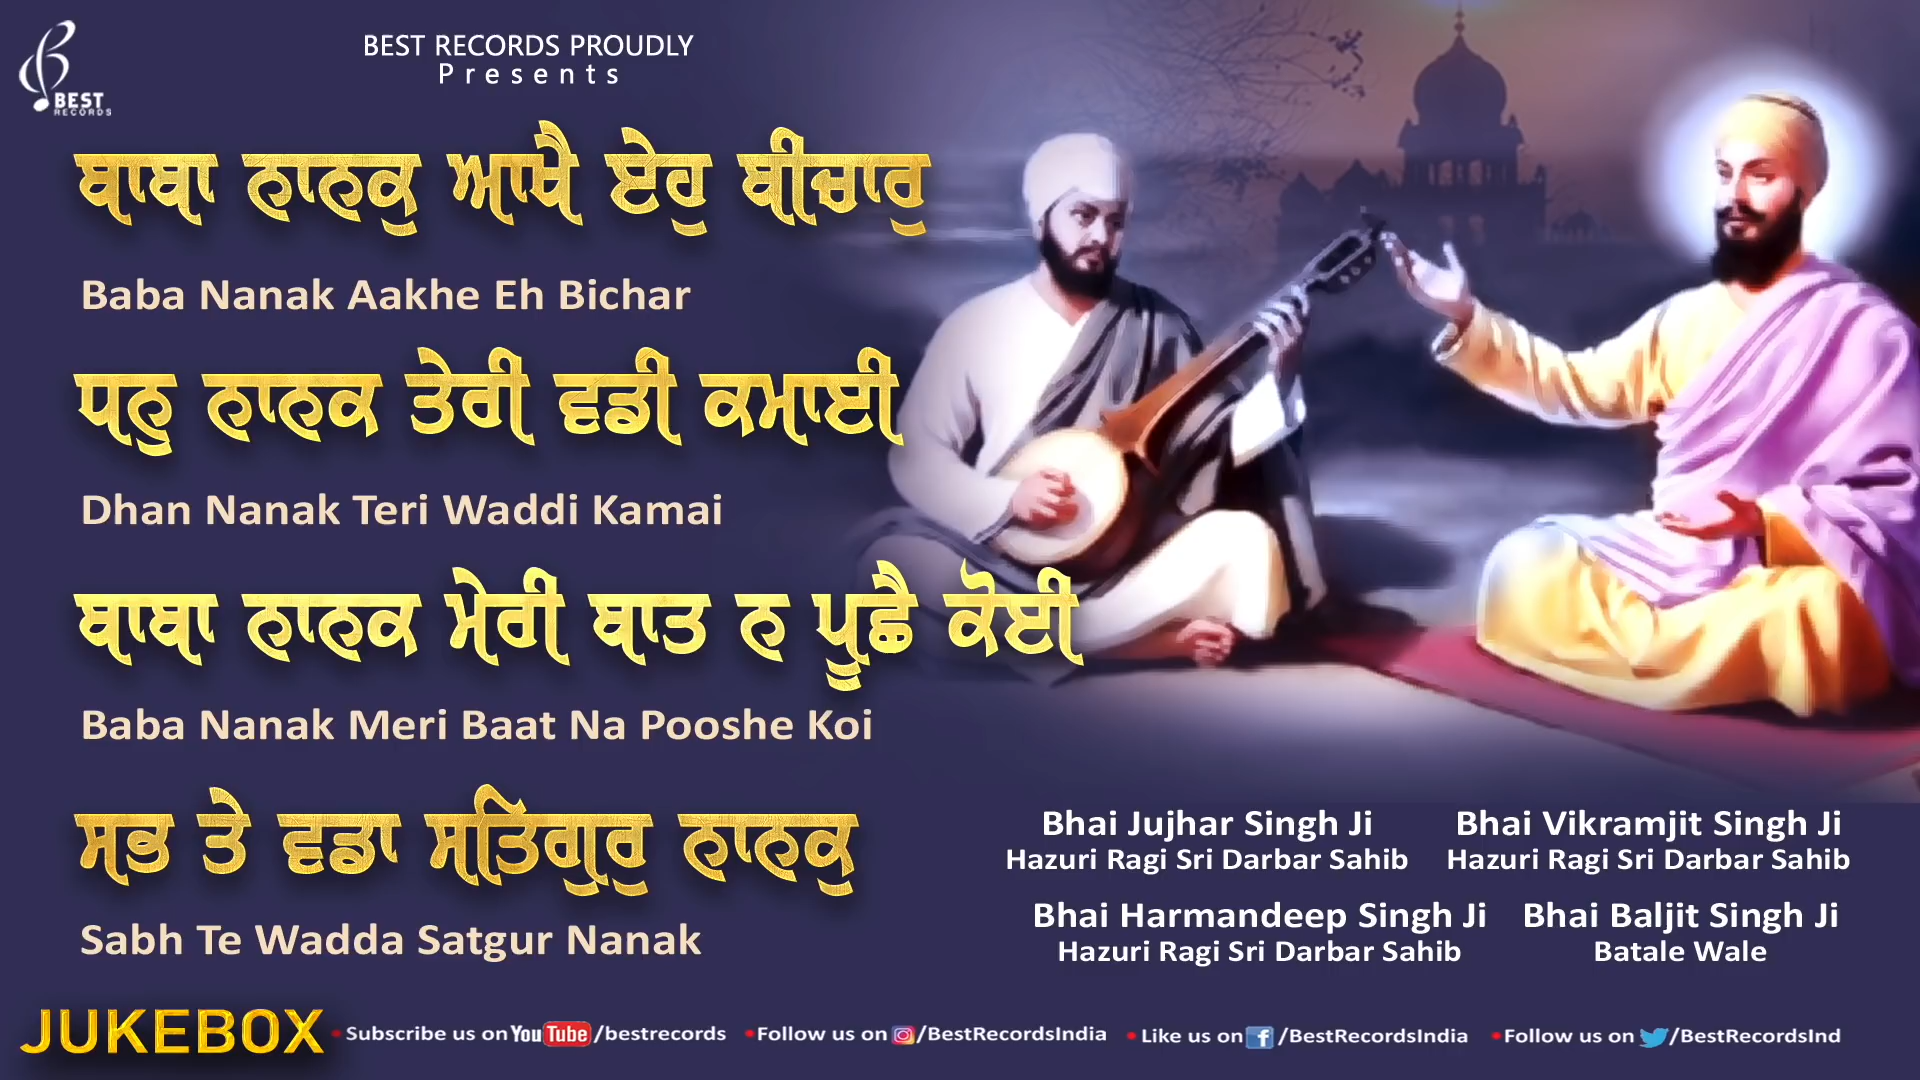 BEST
RECORDS
BEST RECORDS PROUDLY
Presents
ਬਾਬਾ ਨਾਨਕੁ ਆਖੈ ਏਹੁ ਬੀਚਾਰੁ
Baba Nanak Aakhe Eh Bichar
ਧਨੁ ਨਾਨਕ ਤੇਰੀ ਵਡੀ ਕਮਾਈ
Dhan Nanak Teri Waddi Kamai
ਬਾਬਾ ਨਾਨਕ ਮੇਰੀ ਬਾਤ ਨ ਪੂਛੈ ਕੋਈ
Baba Nanak Meri Baat Na Pooshe Koi
ਸਭ ਤੇ ਵਡਾ ਸਤਿਗੁਰੁ ਨਾਨਕੁ
Sabh Te Wadda Satgur Nanak
Bhai Jujhar Singh Ji
Hazuri Ragi Sri Darbar Sahib
Bhai Vikramjit Singh Ji
Hazuri Ragi Sri Darbar Sahib
Bhai Harmandeep Singh Ji
Hazuri Ragi Sri Darbar Sahib
Bhai Baljit Singh Ji
Batale Wale
JUKEBOX
Subscribe us on YouTube/bestrecords
Follow us on /BestRecordsIndia
Like us on f/BestRecordsIndia
Follow us on /BestRecordsInd